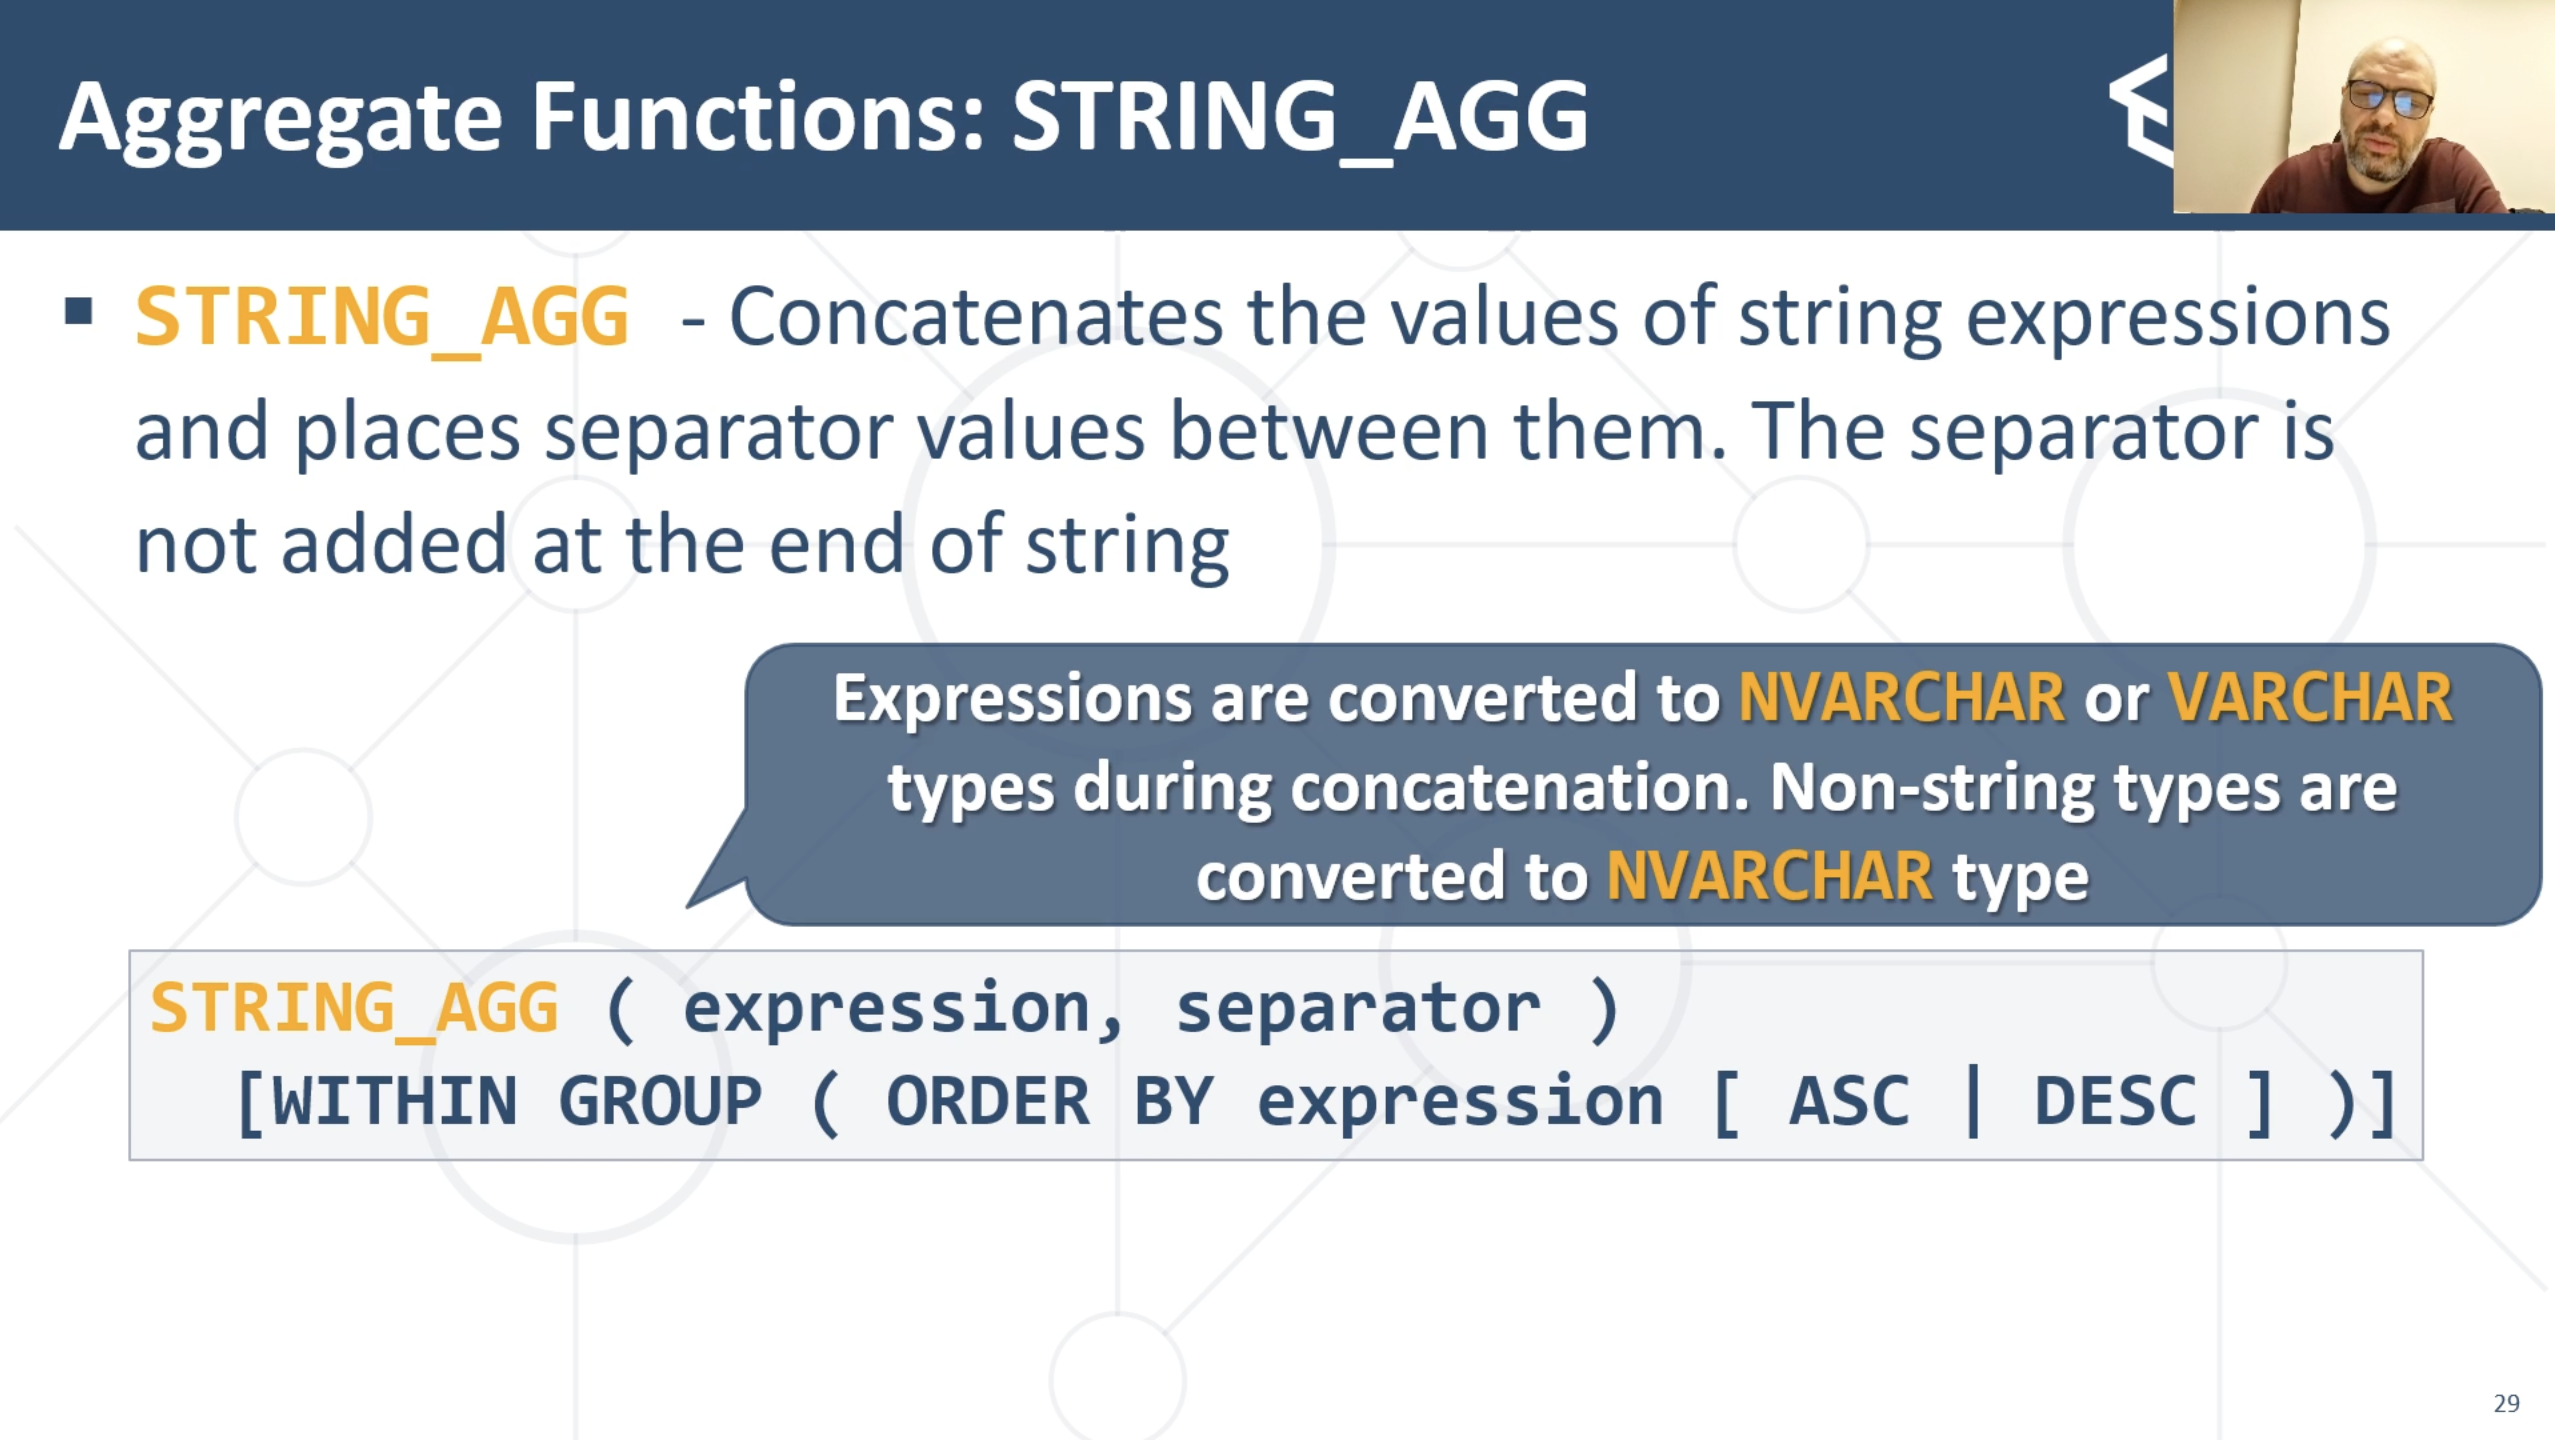 Aggregate Functions: STRING_AGG
▪ STRING_AGG - Concatenates the values of string expressions
and places separator values between them. The separator is
not added at the end of string
Expressions are converted to NVARCHAR or VARCHAR
types during concatenation. Non-string types are
converted to NVARCHAR type
STRING_AGG ( expression, separator )
[WITHIN GROUP ( ORDER BY expression [ ASC | DESC ] )]
29